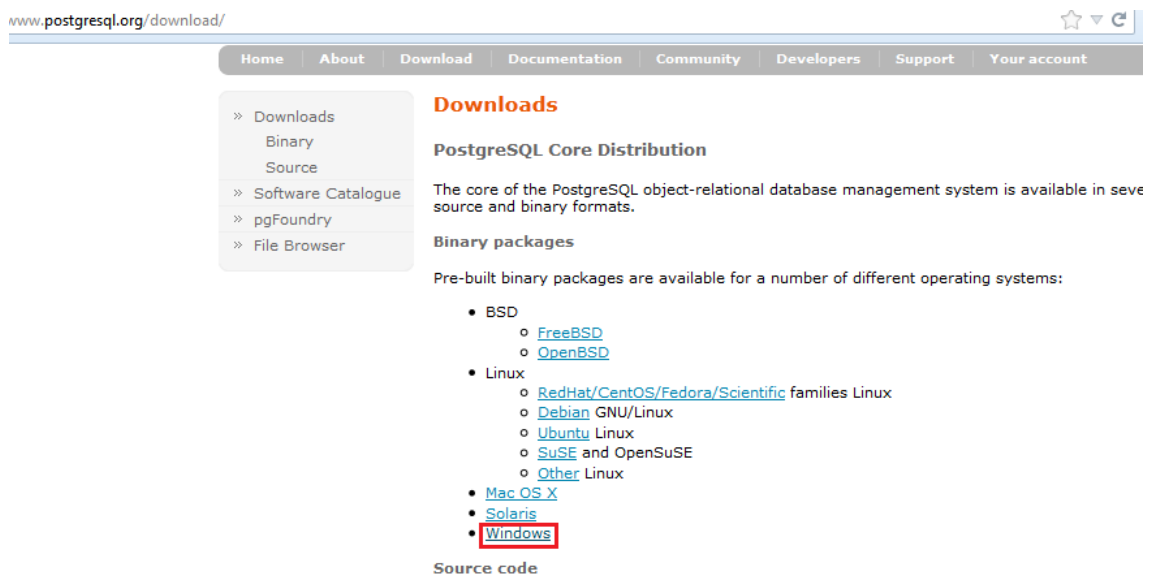 www.postgresql.org/download/
Home About Download Documentation Community Developers Support Your account
» Downloads
Binary
Source
» Software Catalogue
» pgFoundry
» File Browser
Downloads
PostgreSQL Core Distribution
The core of the PostgreSQL object-relational database management system is available in seve
source and binary formats.
Binary packages
Pre-built binary packages are available for a number of different operating systems:
• BSD
FreeBSD
OpenBSD
• Linux
RedHat/CentOS/Fedora/Scientific families Linux
Debian GNU/Linux
Ubuntu Linux
SuSE and OpenSuSE
Other Linux
• Mac OS X
• Solaris
• Windows
Source code